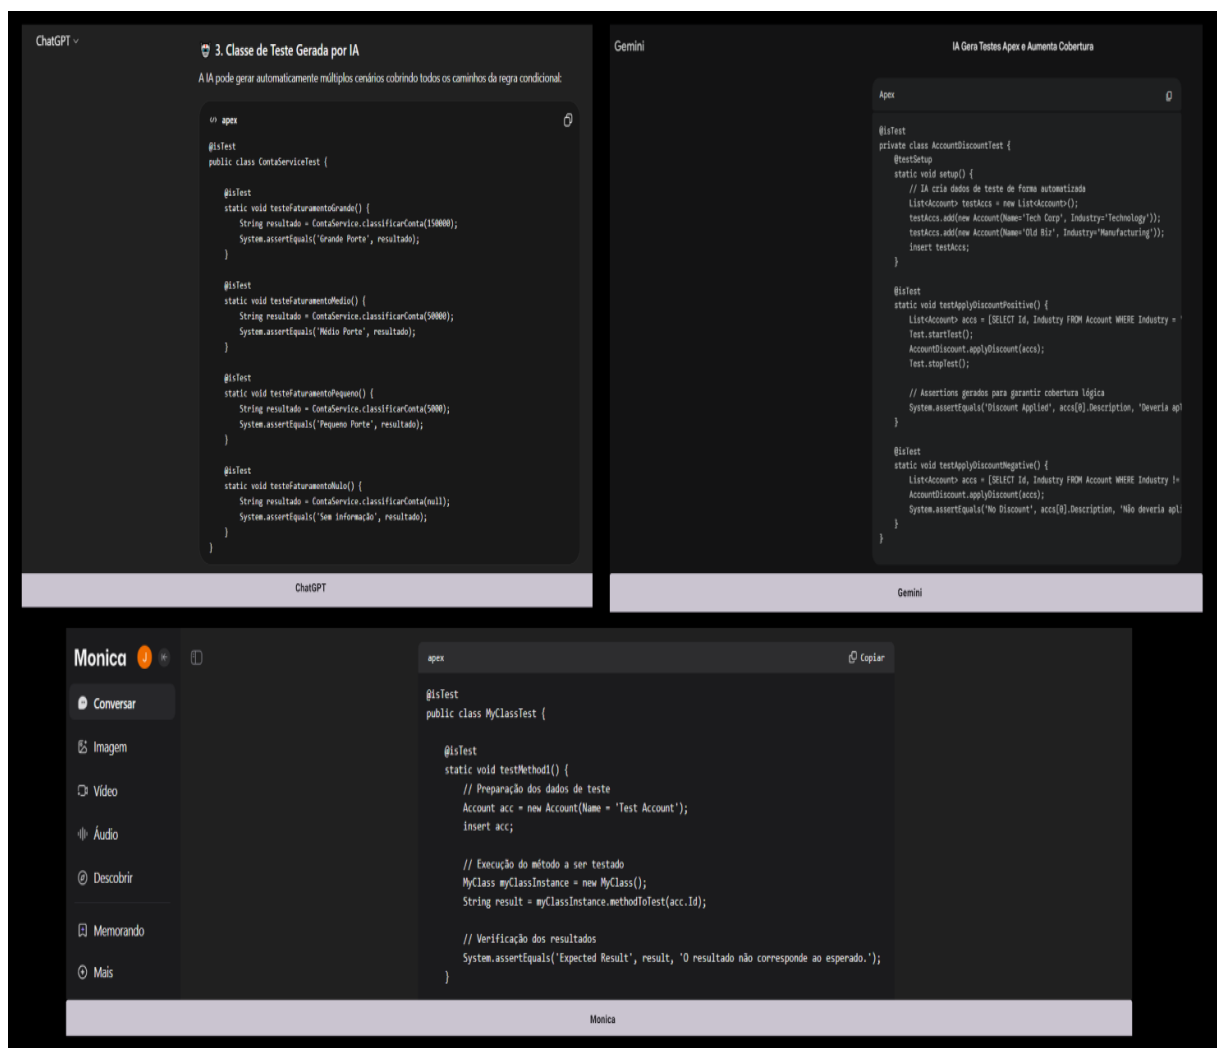 ChatGPT
3. Classe de Teste Gerada por IA
A IA pode gerar automaticamente múltiplos cenários cobrindo todos os caminhos da regra condicional:
apex
@isTest
public class ContaServiceTest {
@isTest
static void testeFaturamentoGrande() {
String resultado = ContaService.classificarConta(150000);
System.assertEquals('Grande Porte', resultado);
}
@isTest
static void testeFaturamentoMedio() {
String resultado = ContaService.classificarConta(50000);
System.assertEquals('Médio Porte', resultado);
}
@isTest
static void testeFaturamentoPequeno() {
String resultado = ContaService.classificarConta(5000);
System.assertEquals('Pequeno Porte', resultado);
}
@isTest
static void testeFaturamentoNulo() {
String resultado = ContaService.classificarConta(null);
System.assertEquals('Sem informação', resultado);
}
}
ChatGPT
Gemini
IA Gera Testes Apex e Aumenta Cobertura
Apex
@isTest
private class AccountDiscountTest {
@testSetup
static void setup() {
// IA cria dados de teste de forma automatizada
List<Account> testAccs = new List<Account>();
testAccs.add(new Account(Name='Tech Corp', Industry='Technology'));
testAccs.add(new Account(Name='Old Biz', Industry='Manufacturing'));
insert testAccs;
}
@isTest
static void testApplyDiscountPositive() {
List<Account> accs = [SELECT Id, Industry FROM Account WHERE Industry = '
Test.startTest();
AccountDiscount.applyDiscount(accs);
Test.stopTest();
// Assertions gerados para garantir cobertura lógica
System.assertEquals('Discount Applied', accs[0].Description, 'Deveria apl
}
@isTest
static void testApplyDiscountNegative() {
List<Account> accs = [SELECT Id, Industry FROM Account WHERE Industry !=
AccountDiscount.applyDiscount(accs);
System.assertEquals('No Discount', accs[0].Description, 'Não deveria apli
}
}
Gemini
Monica J
Conversar
Imagem
Vídeo
Áudio
Descobrir
Memorando
Mais
apex Copiar
@isTest
public class MyClassTest {
@isTest
static void testMethod1() {
// Preparação dos dados de teste
Account acc = new Account(Name = 'Test Account');
insert acc;
// Execução do método a ser testado
MyClass myClassInstance = new MyClass();
String result = myClassInstance.methodToTest(acc.Id);
// Verificação dos resultados
System.assertEquals('Expected Result', result, 'O resultado não corresponde ao esperado.');
}
Monica